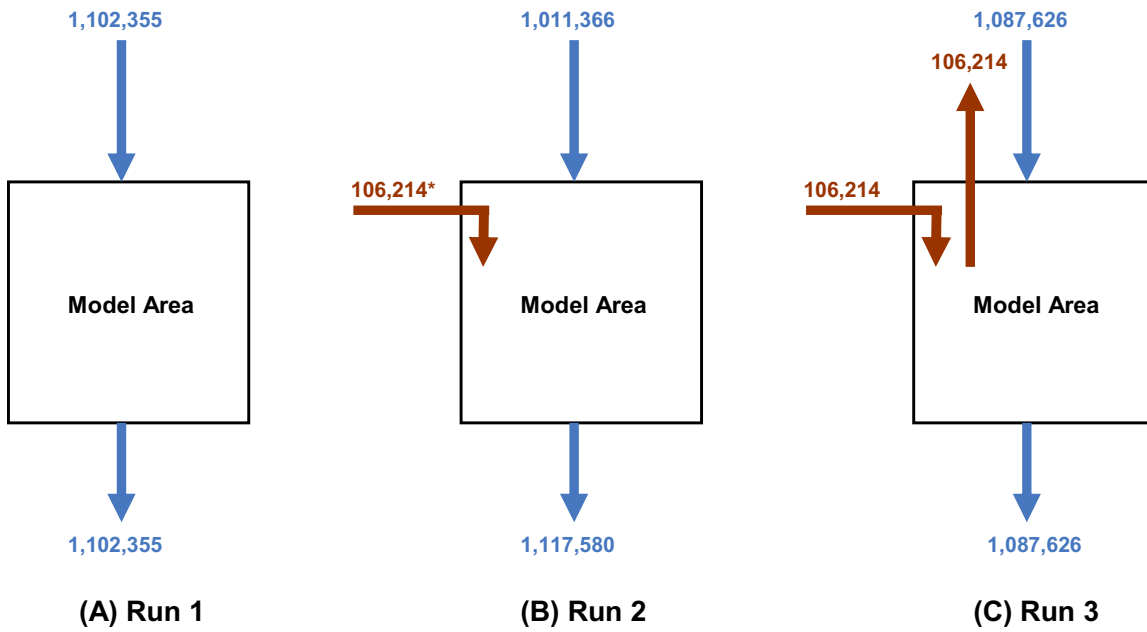 1,102,355
1,011,366
1,087,626
106,214
106,214*
106,214
Model Area
Model Area
Model Area
1,102,355
1,117,580
1,087,626
(A) Run 1
(B) Run 2
(C) Run 3